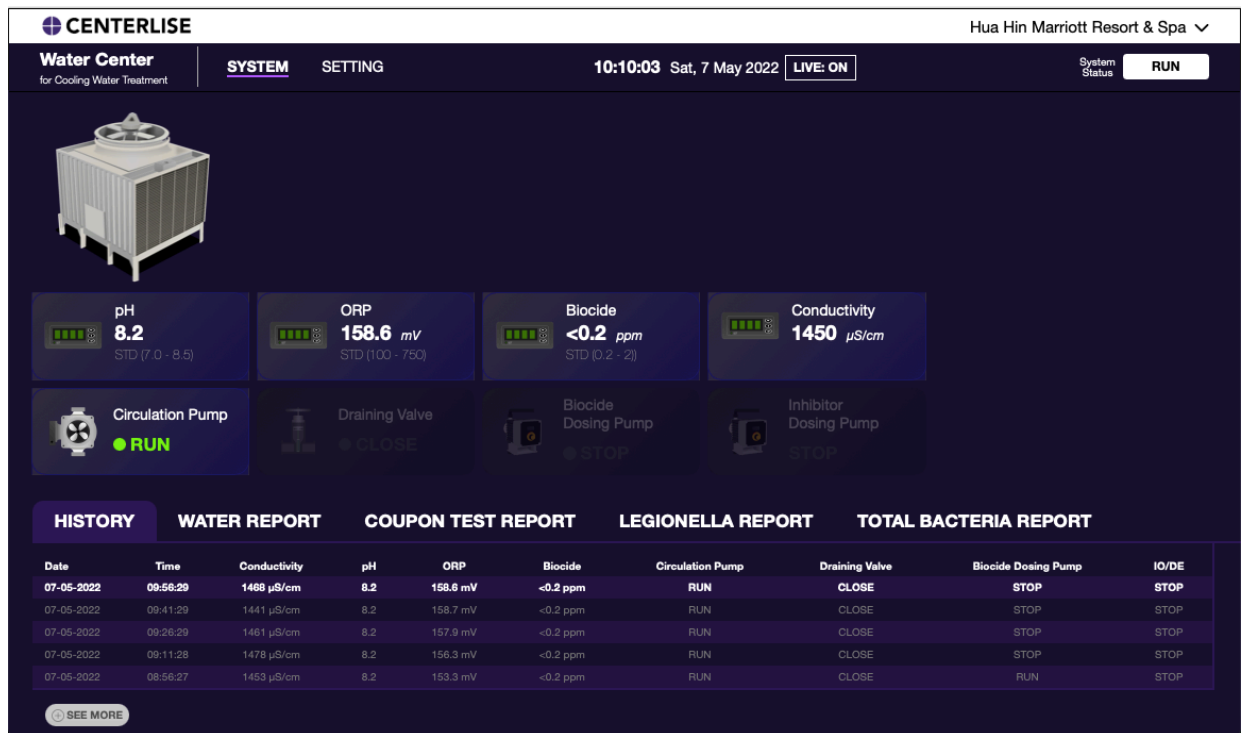 CENTERLISE
Hua Hin Marriott Resort & Spa
Water Center
for Cooling Water Treatment
SYSTEM SETTING
10:10:03 Sat, 7 May 2022 LIVE: ON
System
Status
RUN
pH
8.2
STD (7.0 - 8.5)
ORP
158.6 mV
STD (100 - 750)
Biocide
<0.2 ppm
STD (0.2 - 2))
Conductivity
1450 µS/cm
Circulation Pump
RUN
Draining Valve
CLOSE
Biocide
Dosing Pump
STOP
Inhibitor
Dosing Pump
STOP
HISTORY WATER REPORT COUPON TEST REPORT LEGIONELLA REPORT TOTAL BACTERIA REPORT
Date Time Conductivity pH ORP Biocide Circulation Pump Draining Valve Biocide Dosing Pump IO/DE
07-05-2022 09:56:29 1468 µS/cm 8.2 158.6 mV <0.2 ppm RUN CLOSE STOP STOP
07-05-2022 09:41:29 1441 µS/cm 8.2 158.7 mV <0.2 ppm RUN CLOSE STOP STOP
07-05-2022 09:26:29 1461 µS/cm 8.2 157.9 mV <0.2 ppm RUN CLOSE STOP STOP
07-05-2022 09:11:28 1478 µS/cm 8.2 156.3 mV <0.2 ppm RUN CLOSE STOP STOP
07-05-2022 08:56:27 1453 µS/cm 8.2 153.3 mV <0.2 ppm RUN CLOSE RUN STOP
SEE MORE